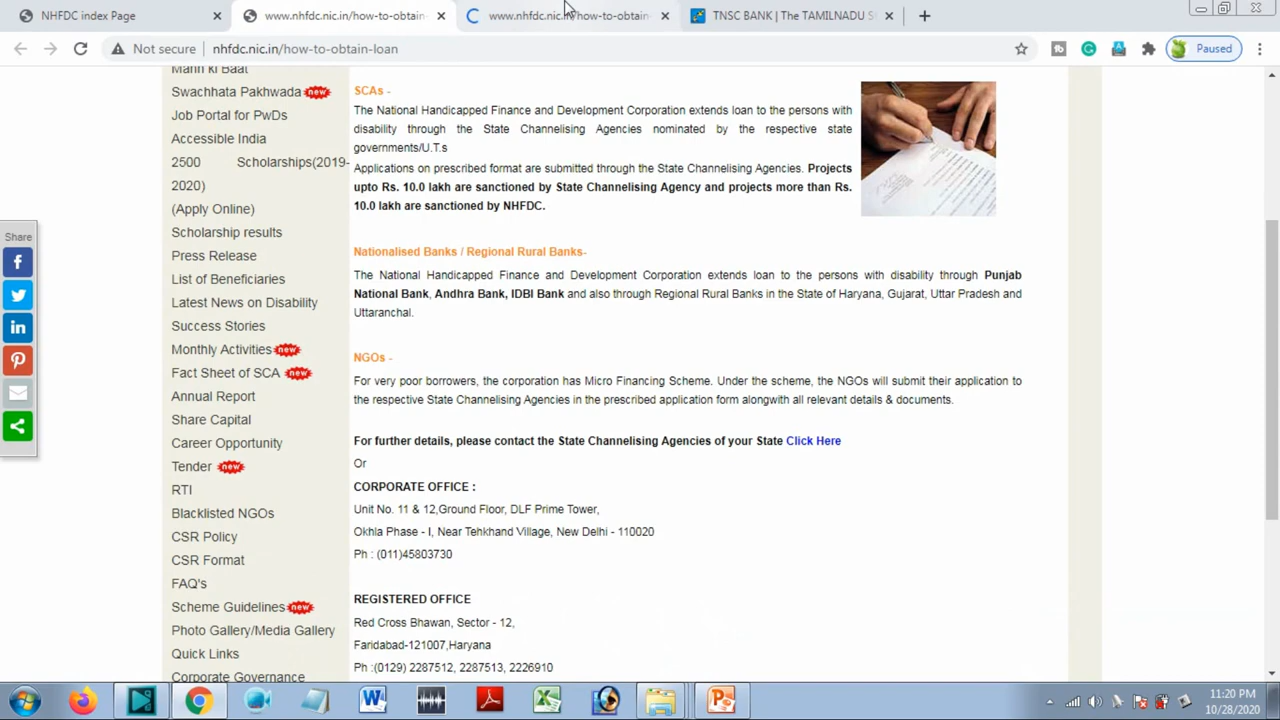 NHFDC index Page
www.nhfdc.nic.in/how-to-obtain-
www.nhfdc.nic.in/how-to-obtain-
TNSC BANK | The TAMILNADU S
Not secure
nhfdc.nic.in/how-to-obtain-loan
Paused
Mann ki Baat
Swachhata Pakhwada new
Job Portal for PwDs
Accessible India
2500 Scholarships(2019-
2020)
(Apply Online)
Scholarship results
Press Release
List of Beneficiaries
Latest News on Disability
Success Stories
Monthly Activities new
Fact Sheet of SCA new
Annual Report
Share Capital
Career Opportunity
Tender new
RTI
Blacklisted NGOs
CSR Policy
CSR Format
FAQ's
Scheme Guidelines new
Photo Gallery/Media Gallery
Quick Links
Corporate Governance
Share
SCAs -
The National Handicapped Finance and Development Corporation extends loan to the persons with
disability through the State Channelising Agencies nominated by the respective state
governments/U.T.s
Applications on prescribed format are submitted through the State Channelising Agencies. Projects
upto Rs. 10.0 lakh are sanctioned by State Channelising Agency and projects more than Rs.
10.0 lakh are sanctioned by NHFDC.
Nationalised Banks / Regional Rural Banks-
The National Handicapped Finance and Development Corporation extends loan to the persons with disability through Punjab
National Bank, Andhra Bank, IDBI Bank and also through Regional Rural Banks in the State of Haryana, Gujarat, Uttar Pradesh and
Uttaranchal.
NGOs -
For very poor borrowers, the corporation has Micro Financing Scheme. Under the scheme, the NGOs will submit their application to
the respective State Channelising Agencies in the prescribed application form alongwith all relevant details & documents.
For further details, please contact the State Channelising Agencies of your State Click Here
Or
CORPORATE OFFICE :
Unit No. 11 & 12,Ground Floor, DLF Prime Tower,
Okhla Phase - I, Near Tehkhand Village, New Delhi - 110020
Ph : (011)45803730
REGISTERED OFFICE
Red Cross Bhawan, Sector - 12,
Faridabad-121007,Haryana
Ph :(0129) 2287512, 2287513, 2226910
11:20 PM
10/28/2020